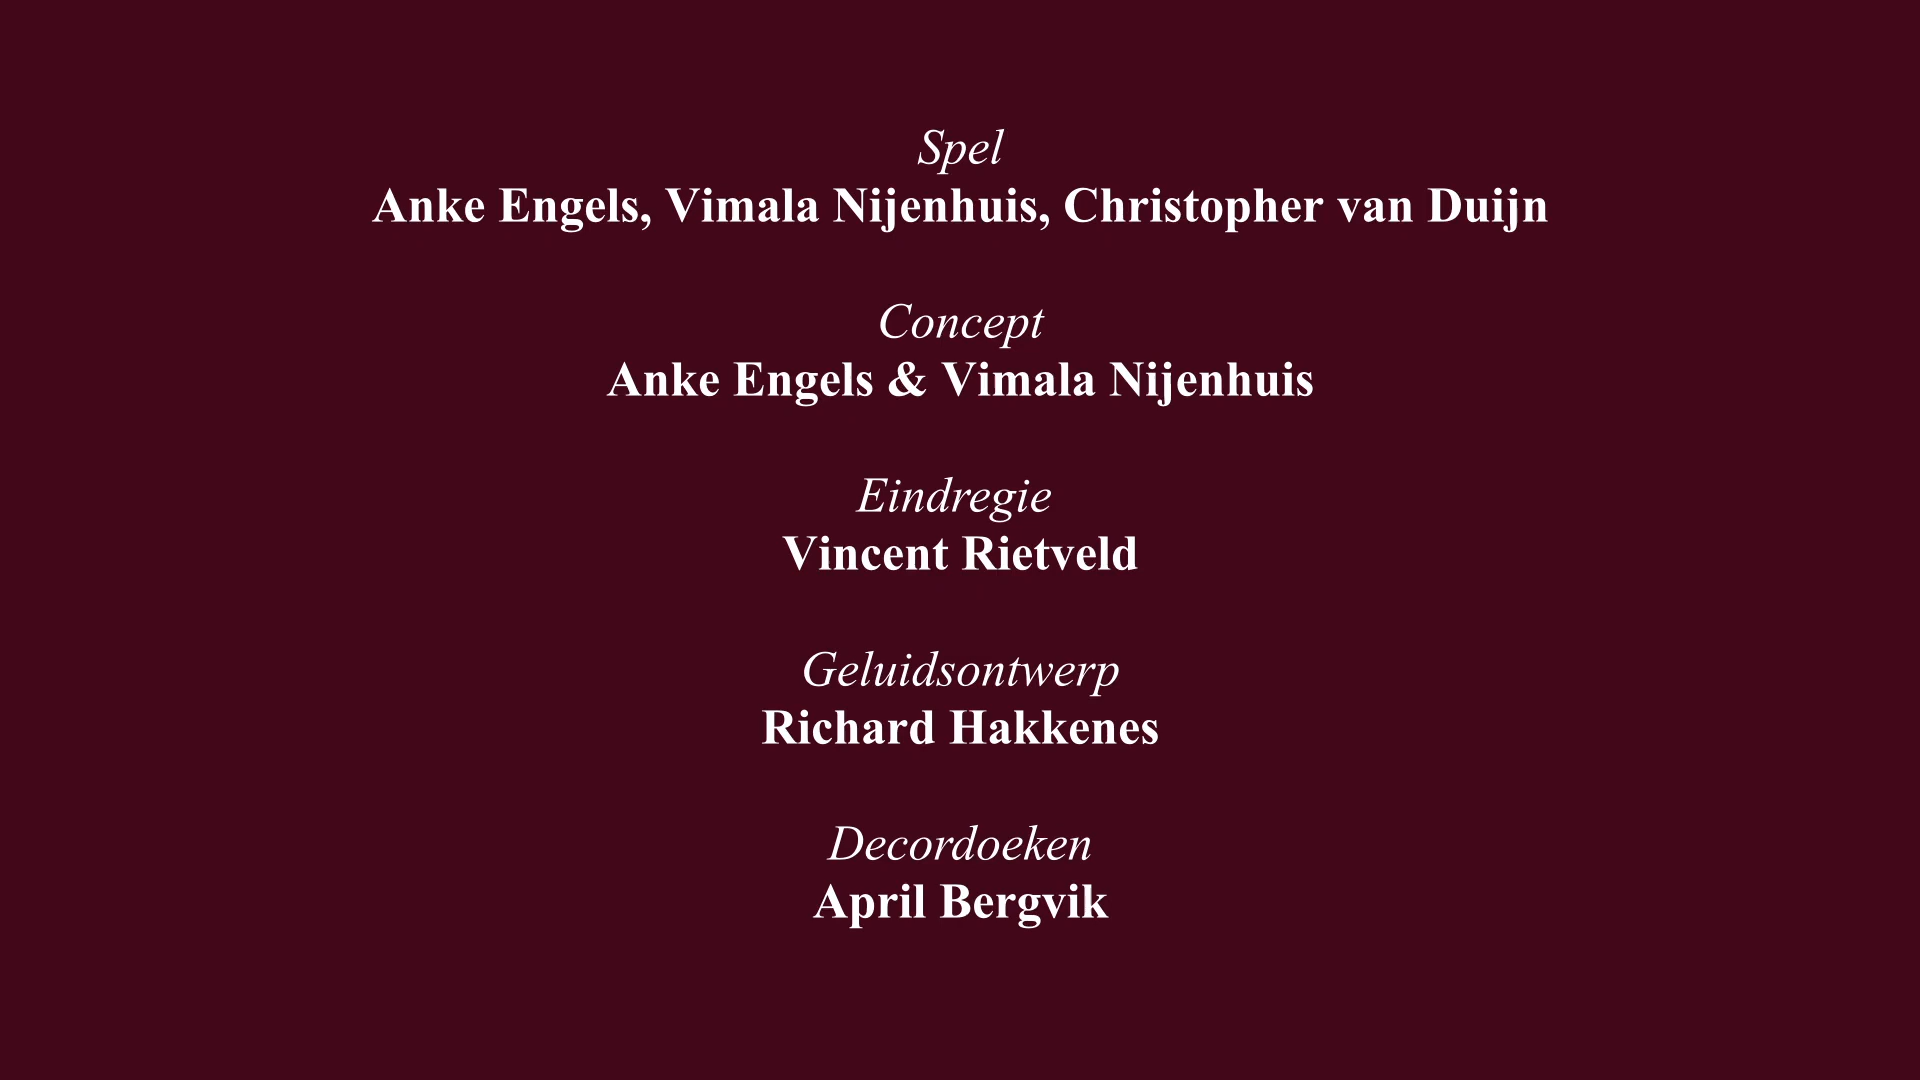 Spel
Anke Engels, Vimala Nijenhuis, Christopher van Duijn
Concept
Anke Engels & Vimala Nijenhuis
Eindregie
Vincent Rietveld
Geluidsontwerp
Richard Hakkenes
Decordoeken
April Bergvik